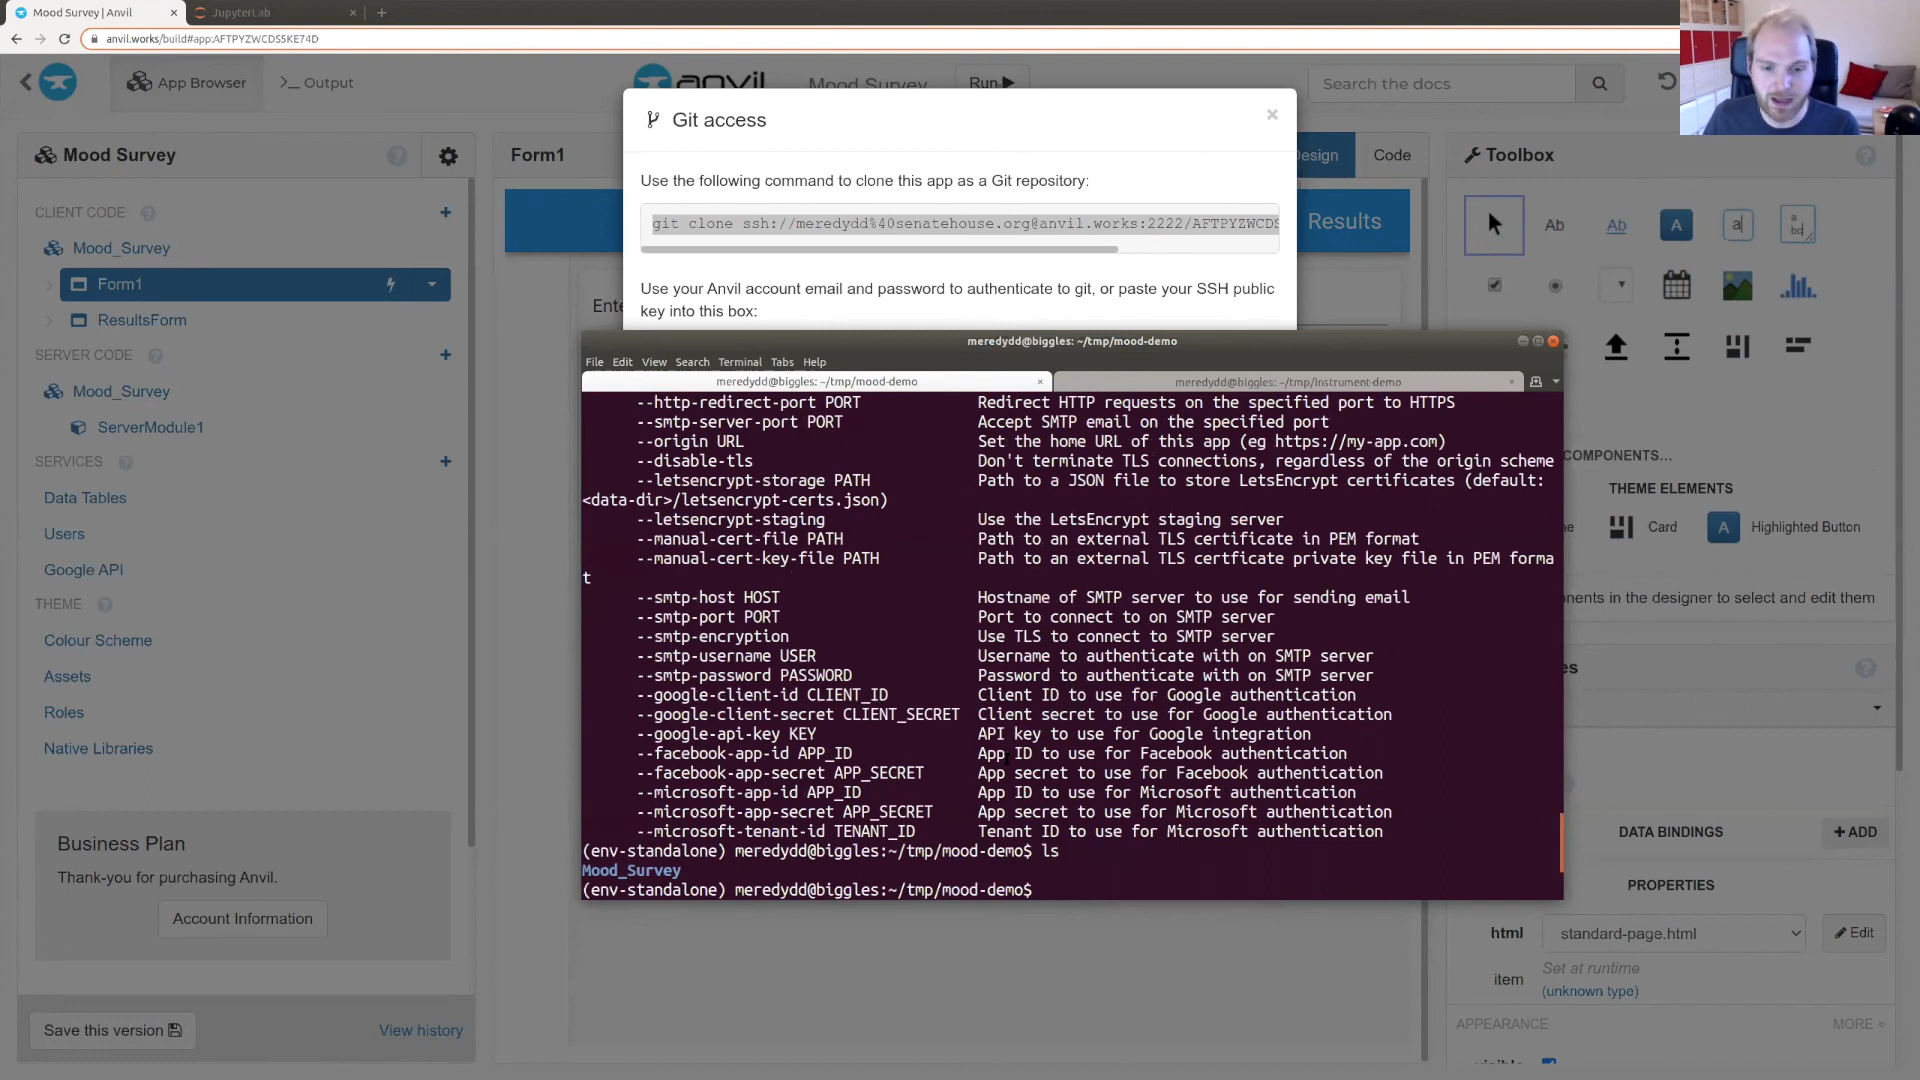 Mood Survey | Anvil
JupyterLab
anvil.works/build#app:AFTPYZWCDS5KE74D
App Browser
>_ Output
anvil
Mood Survey
Run
Search the docs
Mood Survey
CLIENT CODE
Mood_Survey
Form1
ResultsForm
SERVER CODE
Mood_Survey
ServerModule1
SERVICES
Data Tables
Users
Google API
THEME
Colour Scheme
Assets
Roles
Native Libraries
Business Plan
Thank-you for purchasing Anvil.
Account Information
Save this version
View history
Form1
Design
Code
Results
Git access
Use the following command to clone this app as a Git repository:
git clone ssh://meredydd%40senatehouse.org@anvil.works:2222/AFTPYZWCDS
Use your Anvil account email and password to authenticate to git, or paste your SSH public
key into this box:
meredydd@biggles: ~/tmp/mood-demo
File Edit View Search Terminal Tabs Help
meredydd@biggles: ~/tmp/mood-demo
meredydd@biggles: ~/tmp/instrument-demo
--http-redirect-port PORT Redirect HTTP requests on the specified port to HTTPS
--smtp-server-port PORT Accept SMTP email on the specified port
--origin URL Set the home URL of this app (eg https://my-app.com)
--disable-tls Don't terminate TLS connections, regardless of the origin scheme
--letsencrypt-storage PATH Path to a JSON file to store LetsEncrypt certificates (default:
<data-dir>/letsencrypt-certs.json)
--letsencrypt-staging Use the LetsEncrypt staging server
--manual-cert-file PATH Path to an external TLS certificate in PEM format
--manual-cert-key-file PATH Path to an external TLS certificate private key file in PEM forma
t
--smtp-host HOST Hostname of SMTP server to use for sending email
--smtp-port PORT Port to connect to on SMTP server
--smtp-encryption Use TLS to connect to SMTP server
--smtp-username USER Username to authenticate with on SMTP server
--smtp-password PASSWORD Password to authenticate with on SMTP server
--google-client-id CLIENT_ID Client ID to use for Google authentication
--google-client-secret CLIENT_SECRET Client secret to use for Google authentication
--google-api-key KEY API key to use for Google integration
--facebook-app-id APP_ID App ID to use for Facebook authentication
--facebook-app-secret APP_SECRET App secret to use for Facebook authentication
--microsoft-app-id APP_ID App ID to use for Microsoft authentication
--microsoft-app-secret APP_SECRET App secret to use for Microsoft authentication
--microsoft-tenant-id TENANT_ID Tenant ID to use for Microsoft authentication
(env-standalone) meredydd@biggles:~/tmp/mood-demo$ ls
Mood_Survey
(env-standalone) meredydd@biggles:~/tmp/mood-demo$
Toolbox
Ab
Ab
A
a
COMPONENTS...
THEME ELEMENTS
Card
A
Highlighted Button
in the designer to select and edit them
DATA BINDINGS
+ ADD
PROPERTIES
html
standard-page.html
Edit
item
Set at runtime
(unknown type)
APPEARANCE
MORE